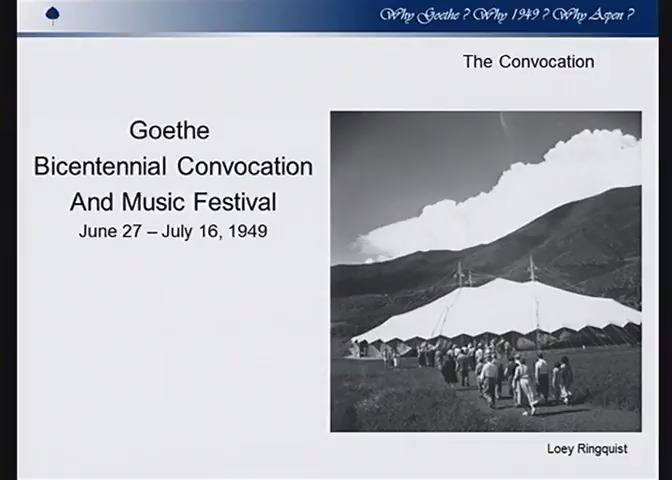 Why Goethe ? Why 1949 ? Why Aspen ?
The Convocation
Goethe
Bicentennial Convocation
And Music Festival
June 27 – July 16, 1949
Loey Ringquist